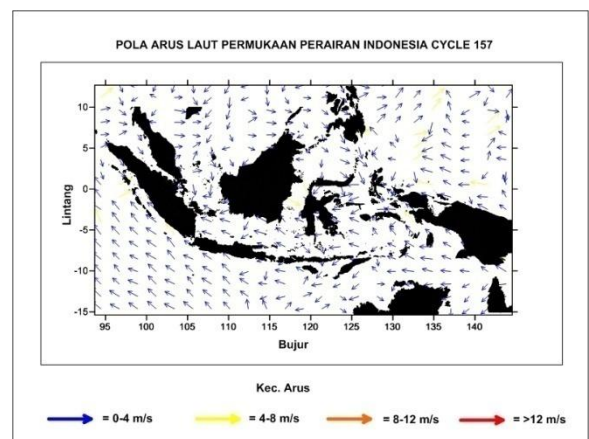 POLA ARUS LAUT PERMUKAAN PERAIRAN INDONESIA CYCLE 157
10
5
0
-5
-10
-15
Lintang
95 100 105 110 115 120 125 130 135 140
Bujur
Kec. Arus
= 0-4 m/s = 4-8 m/s = 8-12 m/s = >12 m/s